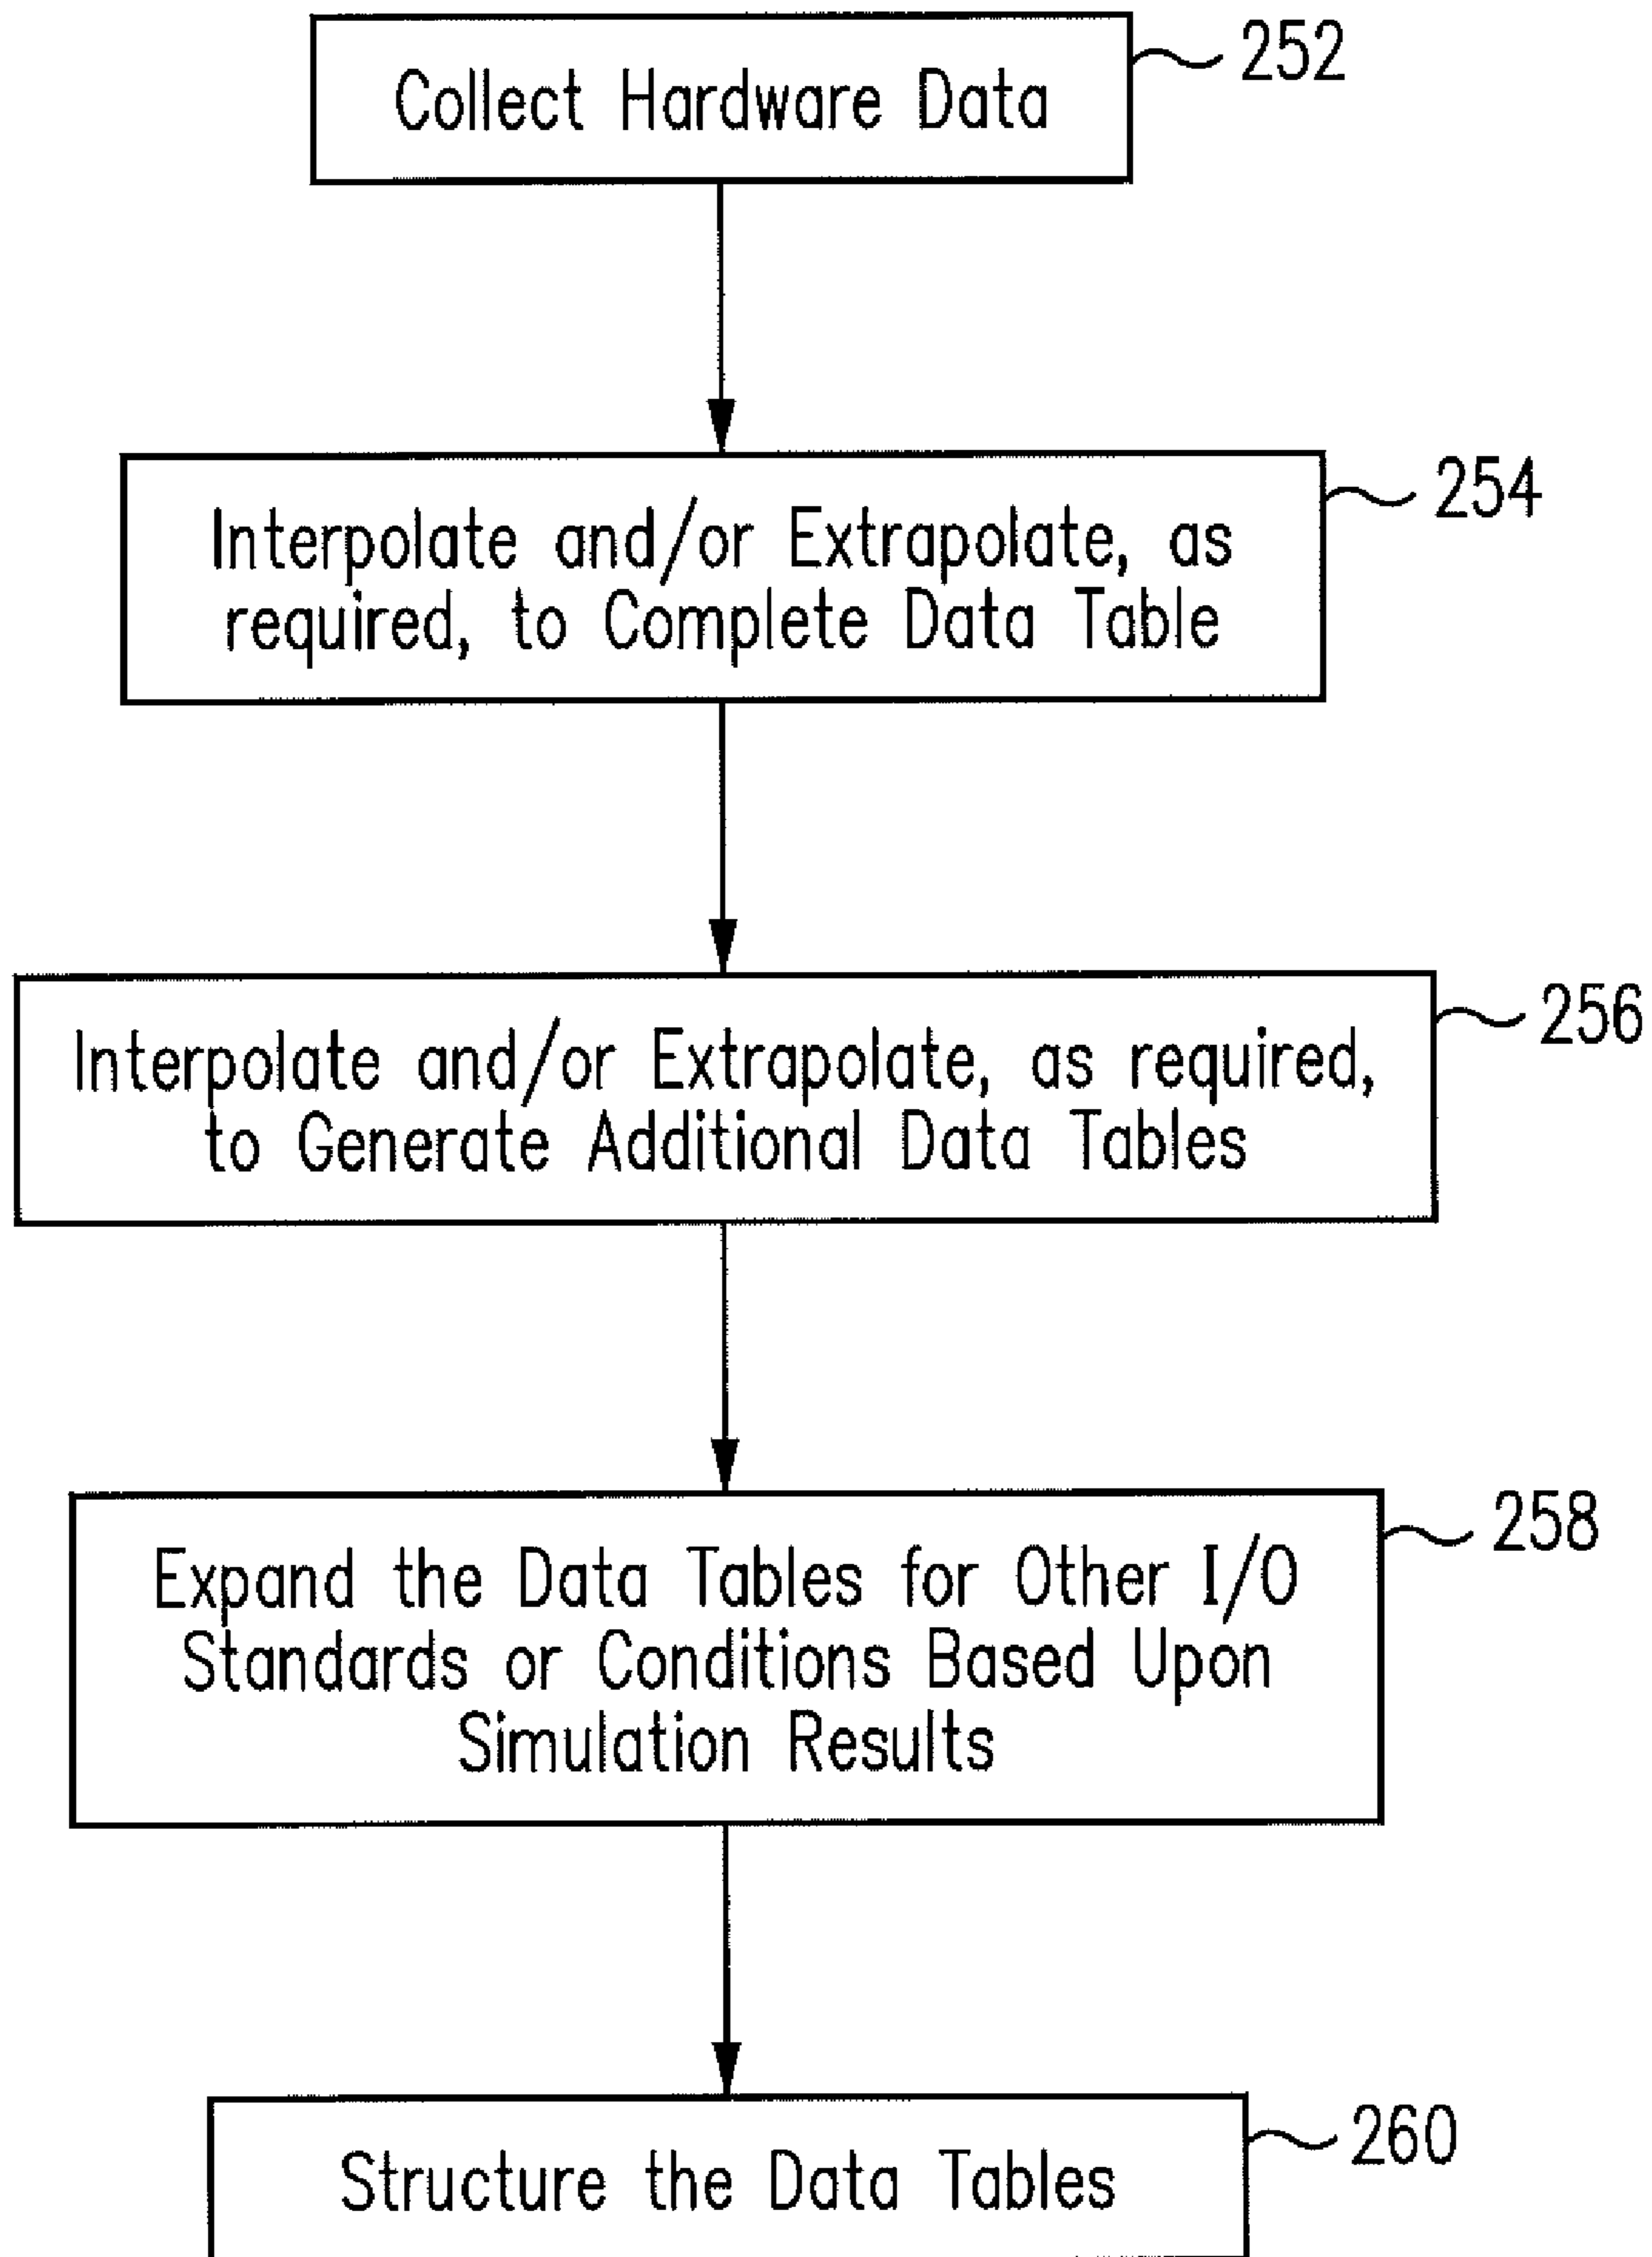 Collect Hardware Data
252
Interpolate and/or Extrapolate, as
required, to Complete Data Table
254
Interpolate and/or Extrapolate, as required,
to Generate Additional Data Tables
256
Expand the Data Tables for Other I/O
Standards or Conditions Based Upon
Simulation Results
258
Structure the Data Tables
260